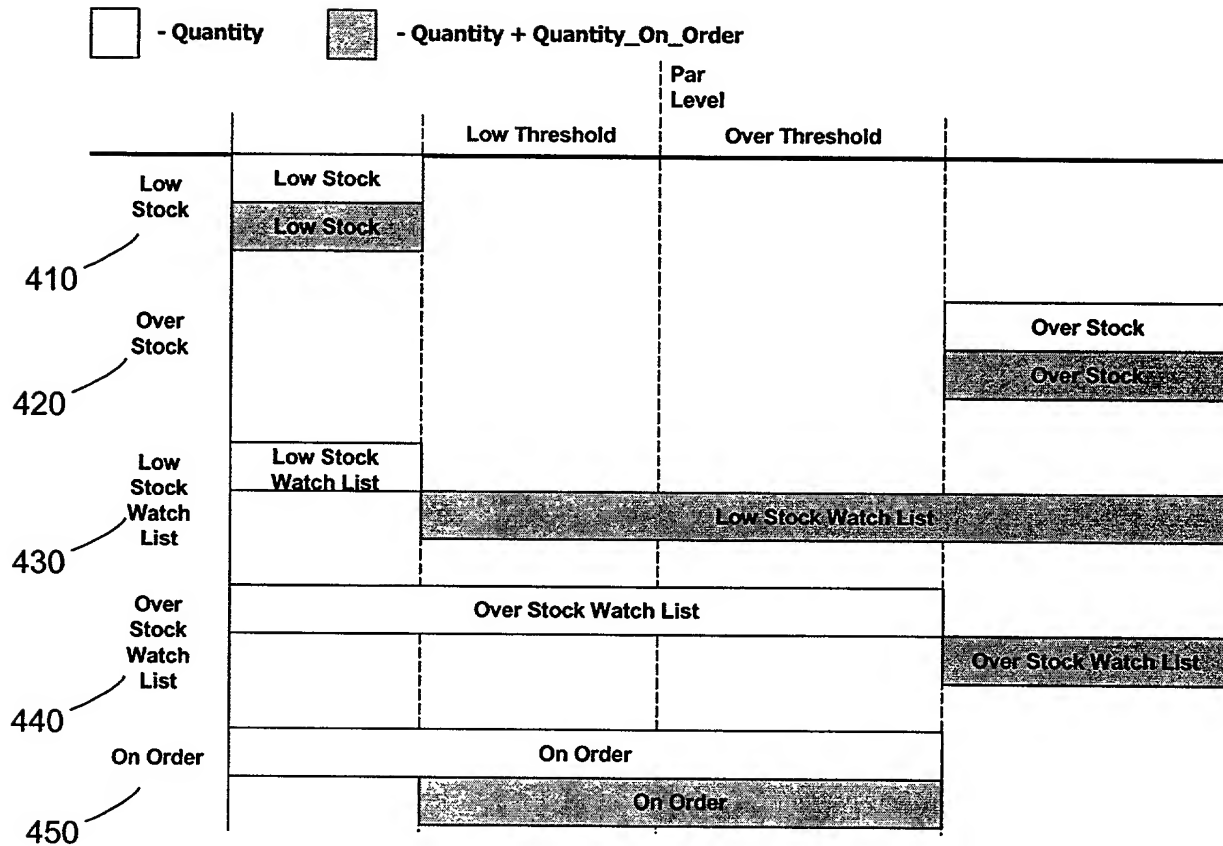 - Quantity
- Quantity + Quantity_On_Order
Par
Level
Low Threshold
Over Threshold
Low
Stock
Low Stock
Low Stock
410
Over
Stock
Over Stock
Over Stock
420
Low
Stock
Watch
List
Low Stock
Watch List
Low Stock Watch List
430
Over
Stock
Watch
List
Over Stock Watch List
Over Stock Watch List
440
On Order
On Order
On Order
450